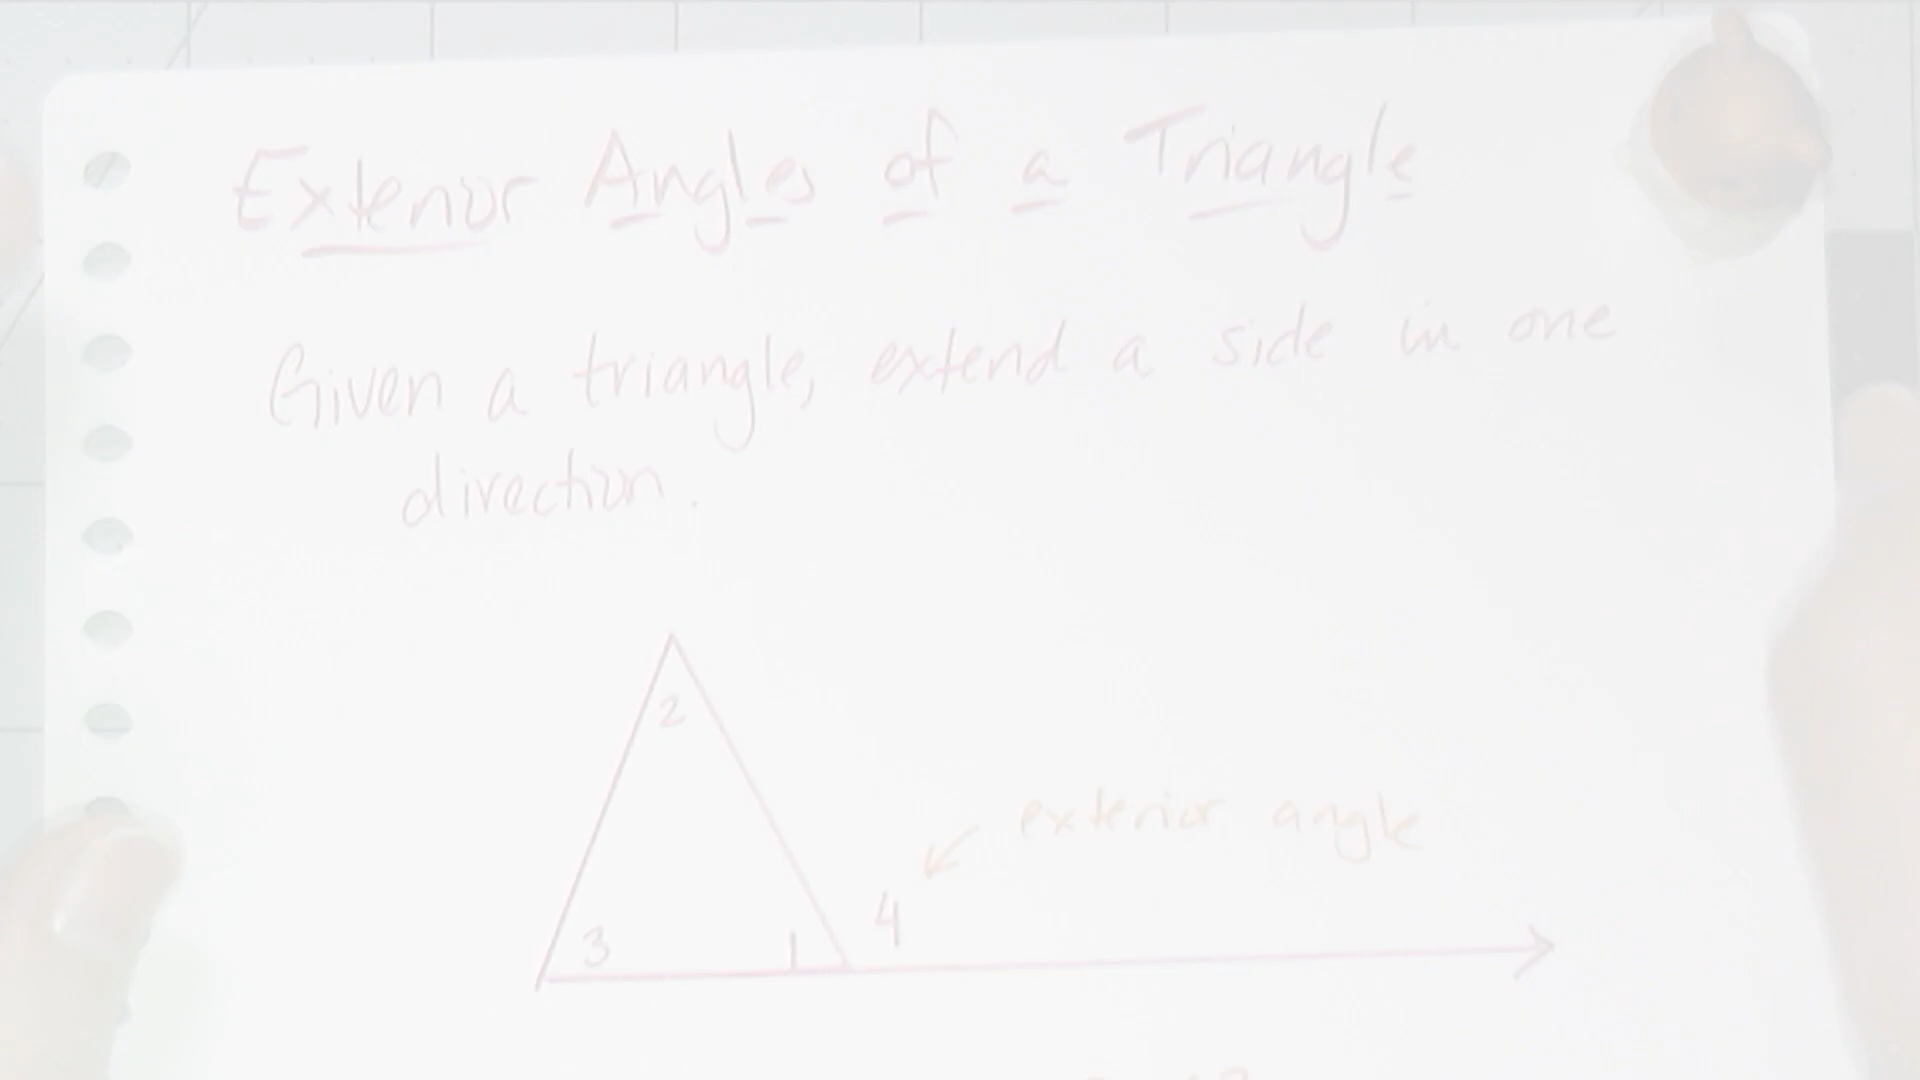 Exterior Angles of a Triangle
Given a triangle, extend a side in one
direction.
2
exterior angle
4
3
1